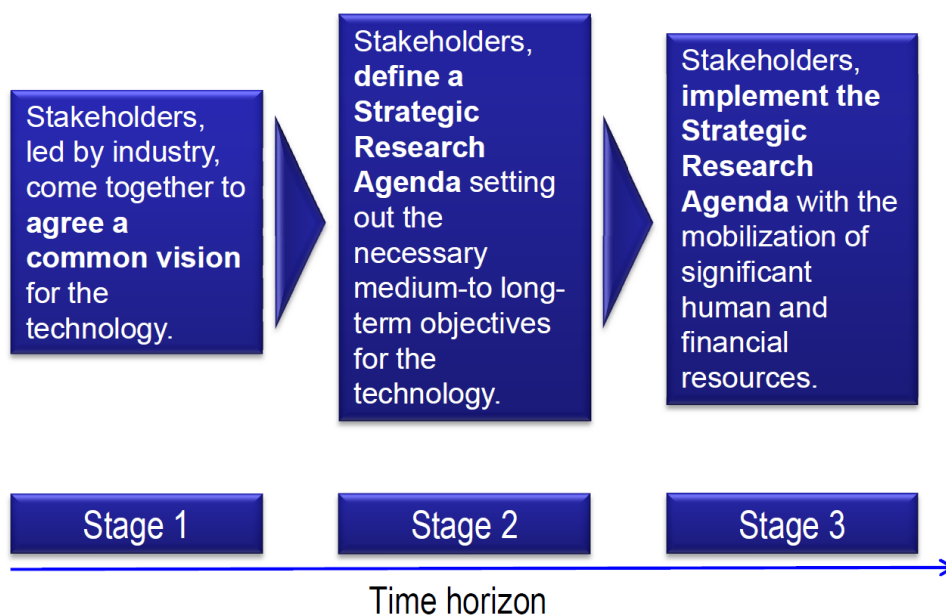 Stakeholders,
led by industry,
come together to
agree a
common vision
for the
technology.
Stakeholders,
define a
Strategic
Research
Agenda setting
out the
necessary
medium-to long-
term objectives
for the
technology.
Stakeholders,
implement the
Strategic
Research
Agenda with the
mobilization of
significant
human and
financial
resources.
Stage 1
Stage 2
Stage 3
Time horizon